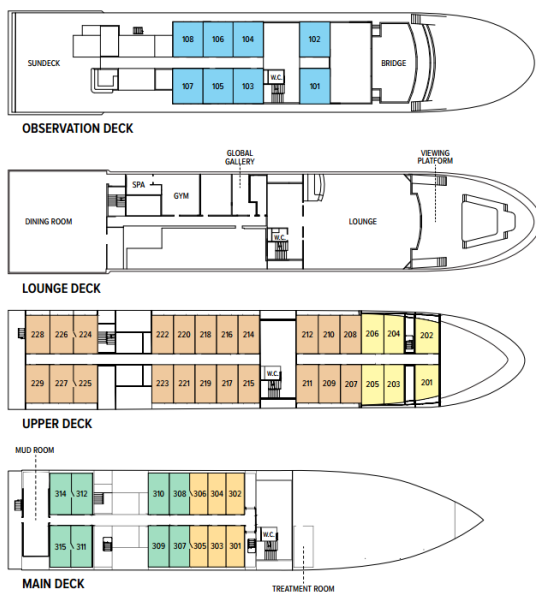 108 106 104 102
SUNDECK
BRIDGE
W.C.
107 105 103 101
OBSERVATION DECK
GLOBAL
GALLERY
VIEWING
PLATFORM
SPA
GYM
DINING ROOM
LOUNGE
W.C.
LOUNGE DECK
228 226 224 222 220 218 216 214 212 210 208 206 204 202
W.C.
229 227 225 223 221 219 217 215 211 209 207 205 203 201
UPPER DECK
MUD ROOM
314 312 310 308 306 304 302
W.C.
315 311 309 307 305 303 301
MAIN DECK
TREATMENT ROOM